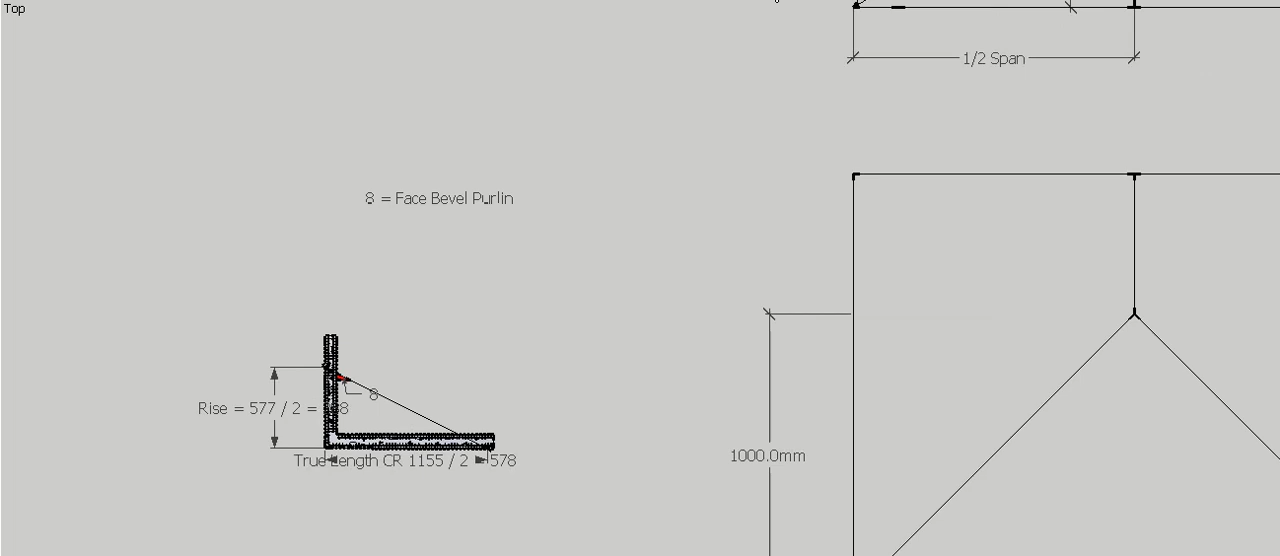 Top
1/2 Span
8 = Face Bevel Purlin
8
Rise = 577 / 2 =
True Length CR 1155 / 2 = 578
1000.0mm